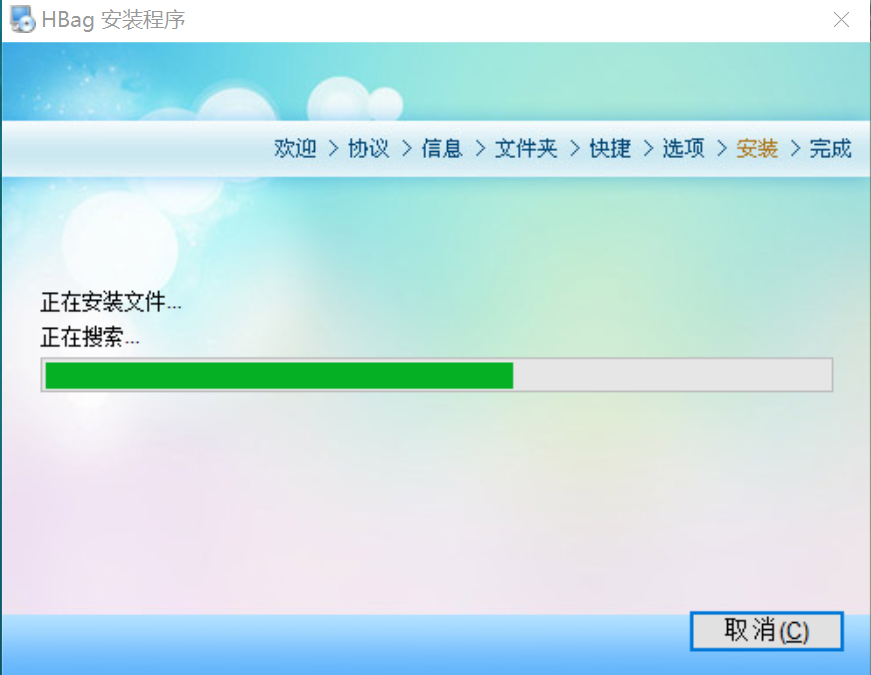 HBag 安装程序
欢迎 > 协议 > 信息 > 文件夹 > 快捷 > 选项 > 安装 > 完成
正在安装文件...
正在搜索...
取消(C)